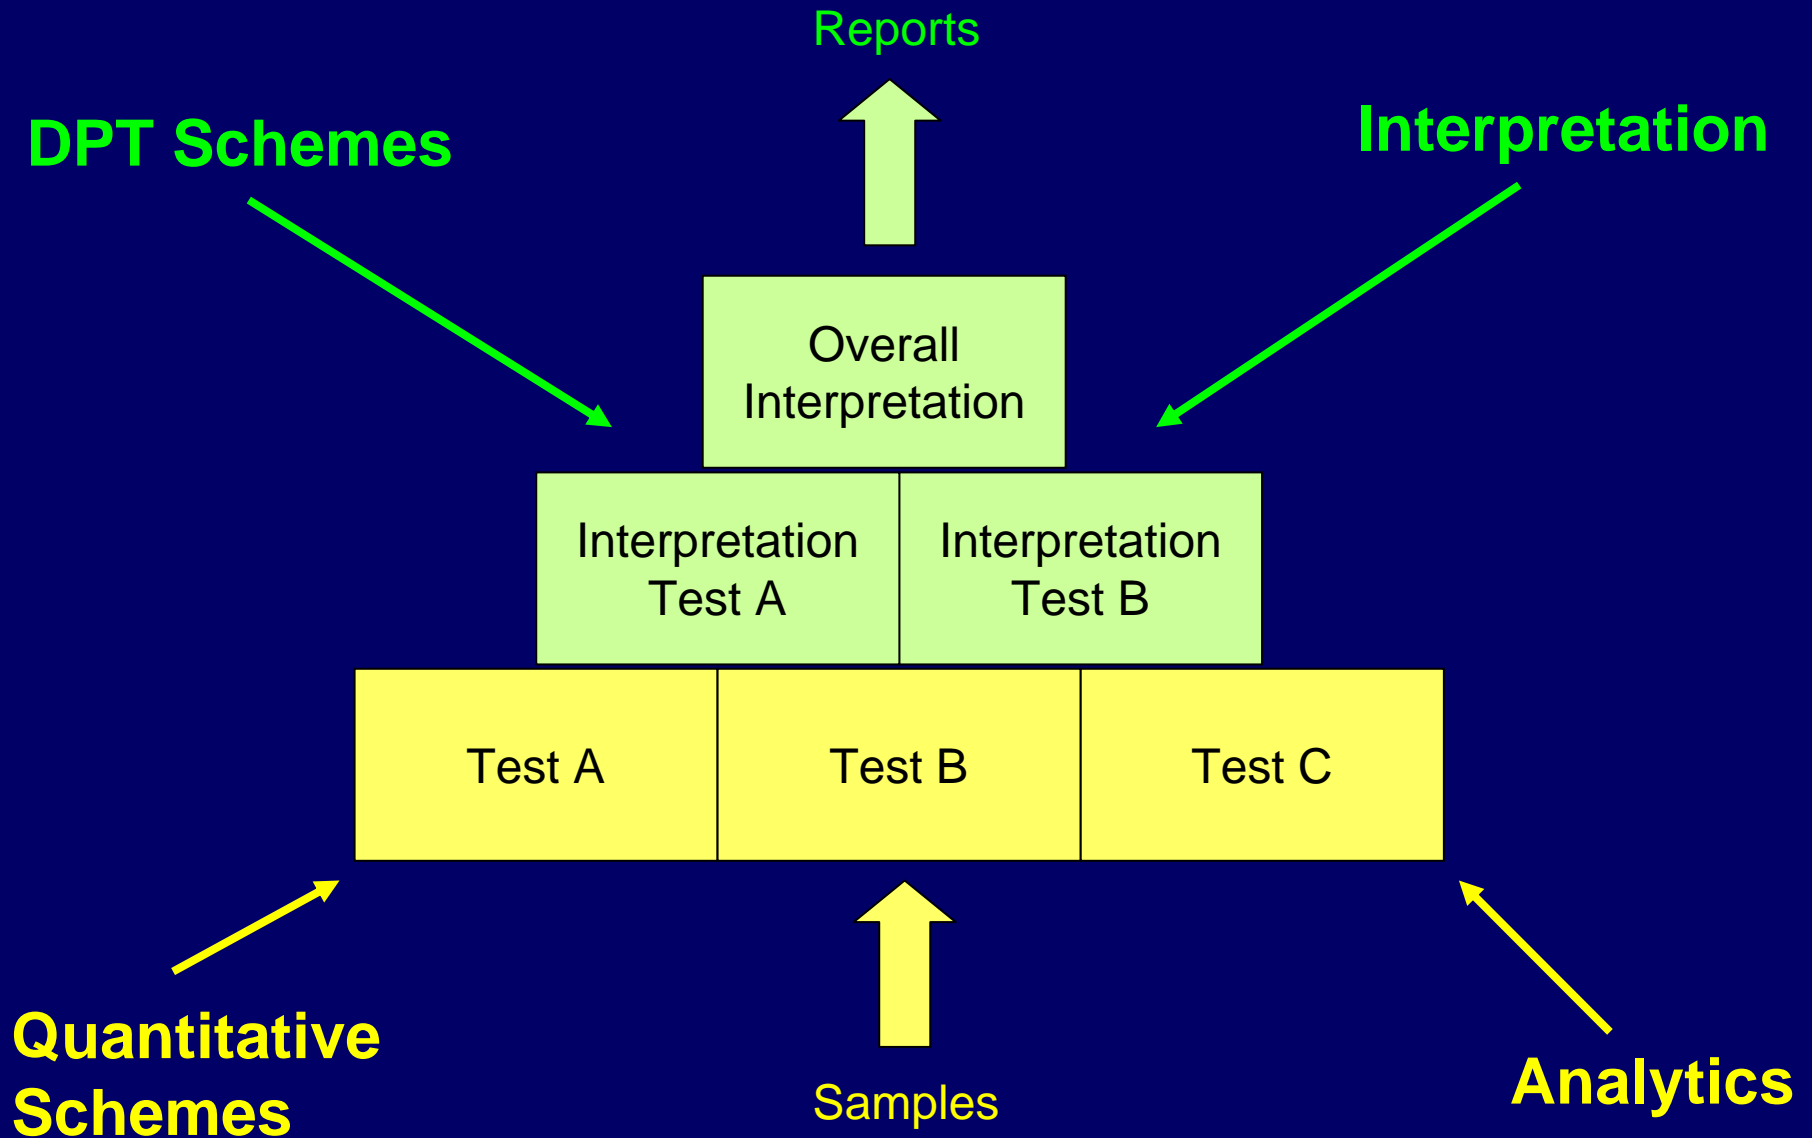 Reports
DPT Schemes
Interpretation
Overall
Interpretation
Interpretation
Test A
Interpretation
Test B
Test A
Test B
Test C
Quantitative
Schemes
Samples
Analytics